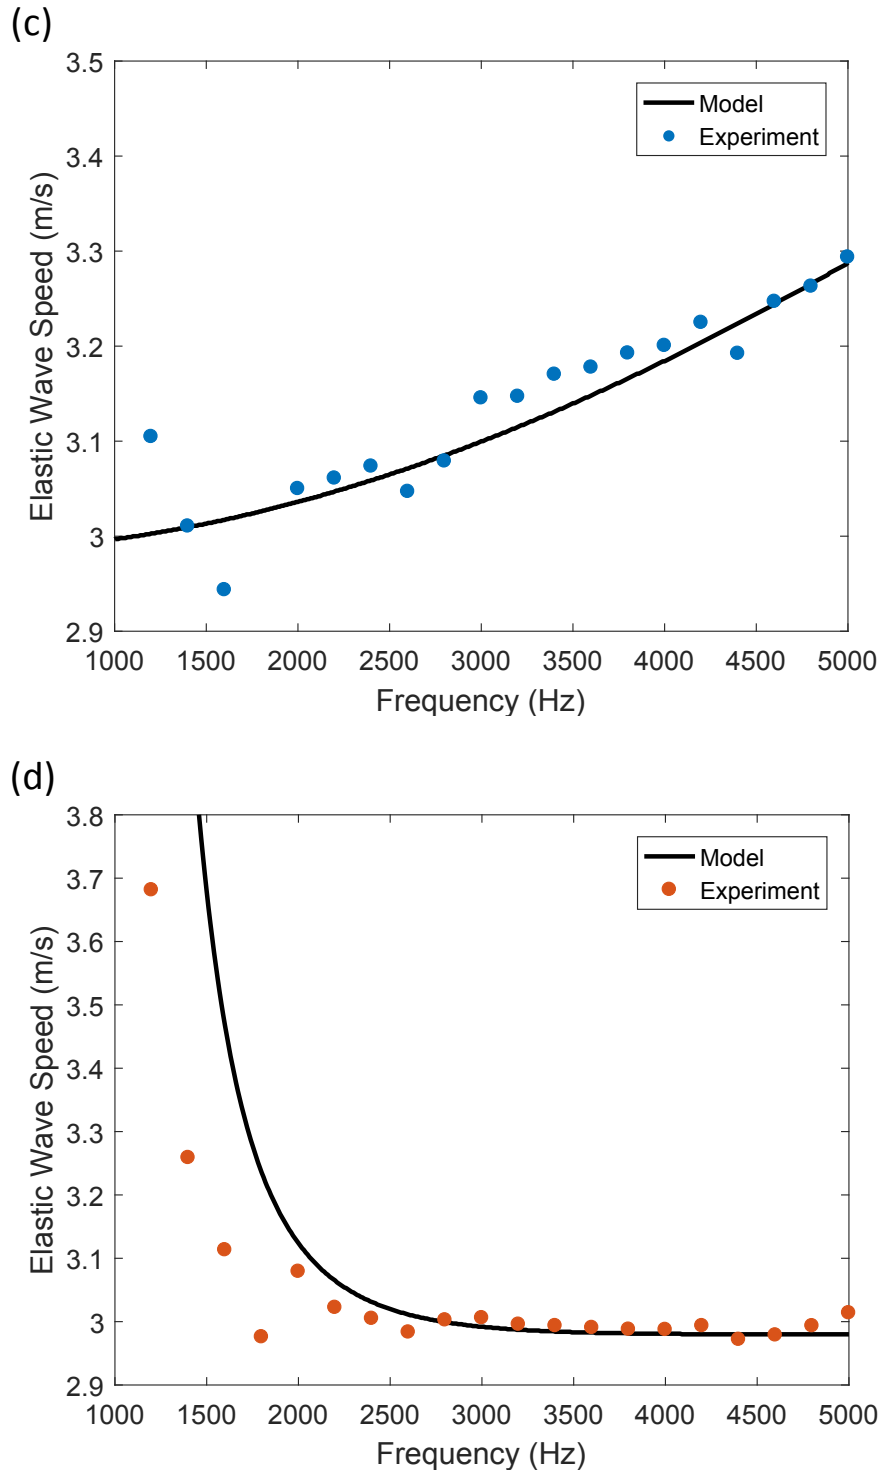 (c)
3.5
3.4
3.3
3.2
3.1
3
2.9
Elastic Wave Speed (m/s)
Model
Experiment
1000 1500 2000 2500 3000 3500 4000 4500 5000
Frequency (Hz)
(d)
3.8
3.7
3.6
3.5
3.4
3.3
3.2
3.1
3
2.9
Elastic Wave Speed (m/s)
Model
Experiment
1000 1500 2000 2500 3000 3500 4000 4500 5000
Frequency (Hz)